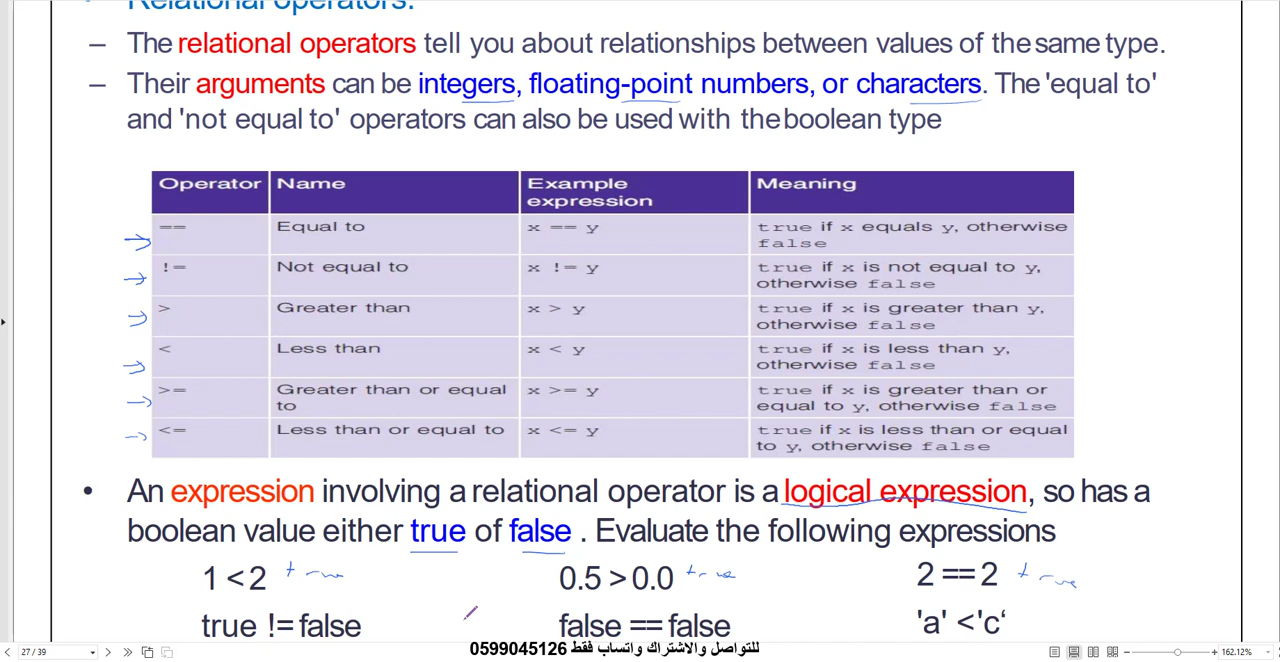 Relational operators:
– The relational operators tell you about relationships between values of the same type.
– Their arguments can be integers, floating-point numbers, or characters. The 'equal to'
and 'not equal to' operators can also be used with the boolean type
Operator Name Example expression Meaning
== Equal to x == y true if x equals y, otherwise false
!= Not equal to x != y true if x is not equal to y, otherwise false
> Greater than x > y true if x is greater than y, otherwise false
< Less than x < y true if x is less than y, otherwise false
>= Greater than or equal to x >= y true if x is greater than or equal to y, otherwise false
<= Less than or equal to x <= y true if x is less than or equal to y, otherwise false
• An expression involving a relational operator is a logical expression, so has a
boolean value either true of false . Evaluate the following expressions
1 < 2 true 0.5 > 0.0 true 2 == 2 true
true != false false == false 'a' <'c‘
للتواصل والاشتراك واتساب فقط 0599045126
27 / 39 162.12%